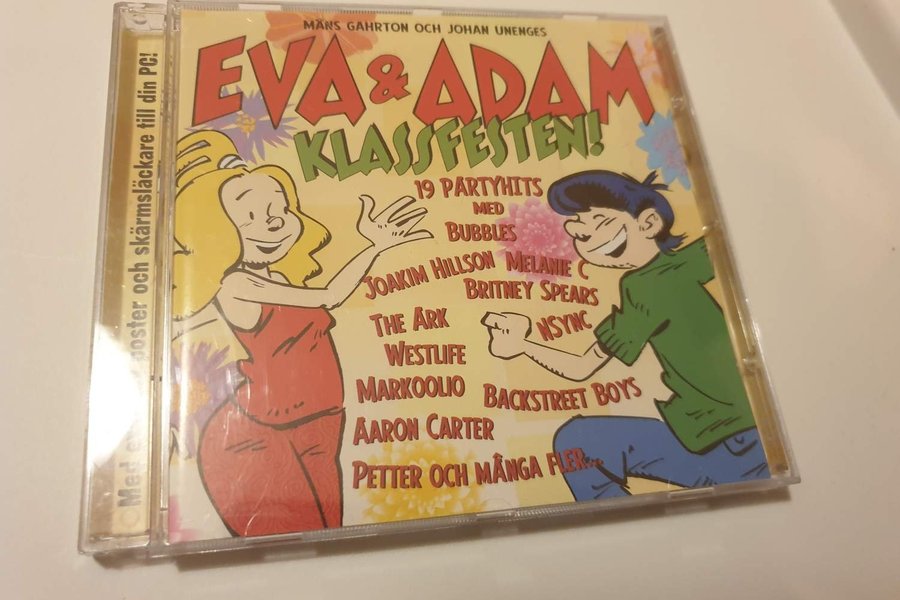 MÅNS GAHRTON OCH JOHAN UNENGES
EVA & ADAM
KLASSFESTEN!
19 PARTYHITS
MED
BUBBLES
JOAKIM HILLSON MELANIE C
BRITNEY SPEARS
THE ARK NSYNC
WESTLIFE
MARKOOLIO BACKSTREET BOYS
AARON CARTER
PETTER OCH MÅNGA FLER...
Med poster och skärmsläckare till din PC!